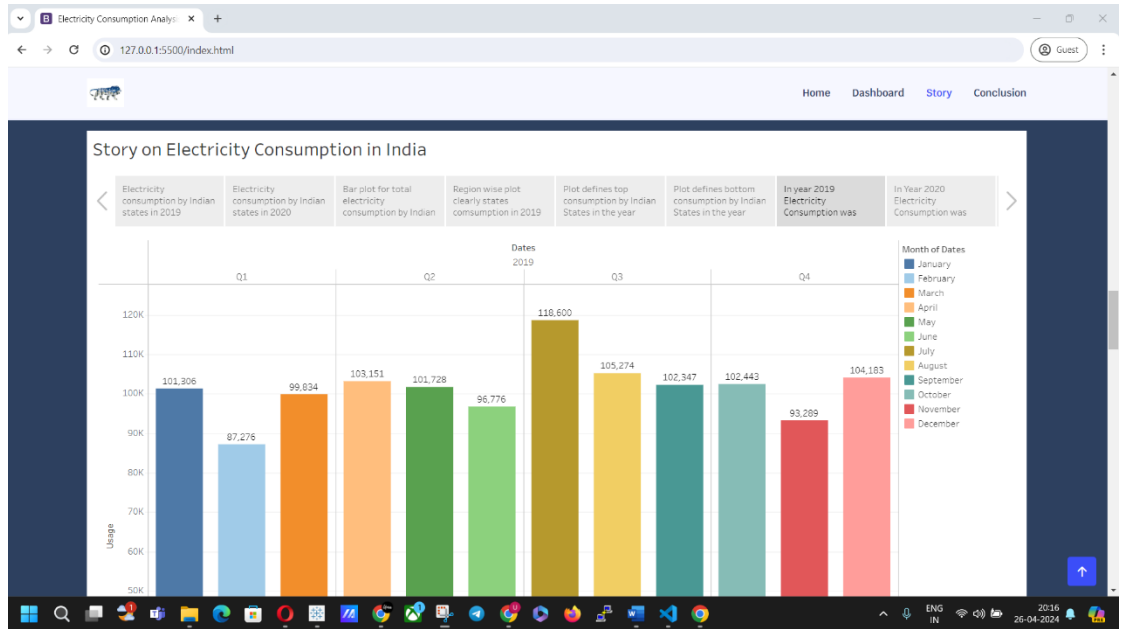 Electricity Consumption Analys
127.0.0.1:5500/index.html
Guest
Home Dashboard Story Conclusion
Story on Electricity Consumption in India
Electricity
consumption by Indian
states in 2019
Electricity
consumption by Indian
states in 2020
Bar plot for total
electricity
consumption by Indian
Region wise plot
clearly states
comsumption in 2019
Plot defines top
consumption by Indian
States in the year
Plot defines bottom
consumption by Indian
States in the year
In year 2019
Electricity
Consumption was
In Year 2020
Electricity
Consumption was
Dates
2019
Q1 Q2 Q3 Q4
120K
110K
100K
90K
80K
70K
60K
50K
Usage
101,306
87,276
99,834
103,151
101,728
96,776
118,600
105,274
102,347
102,443
93,289
104,183
Month of Dates
January
February
March
April
May
June
July
August
September
October
November
December
ENG
IN
20:16
26-04-2024